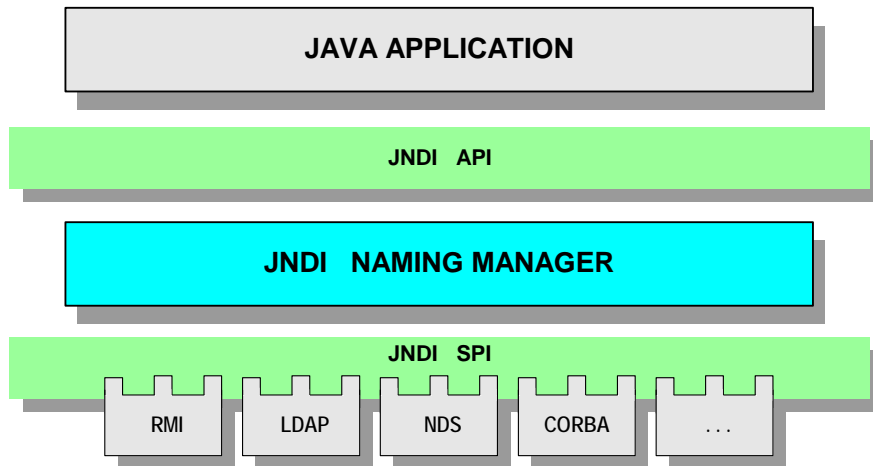 JAVA APPLICATION
JNDI API
JNDI NAMING MANAGER
JNDI SPI
RMI LDAP NDS CORBA ...